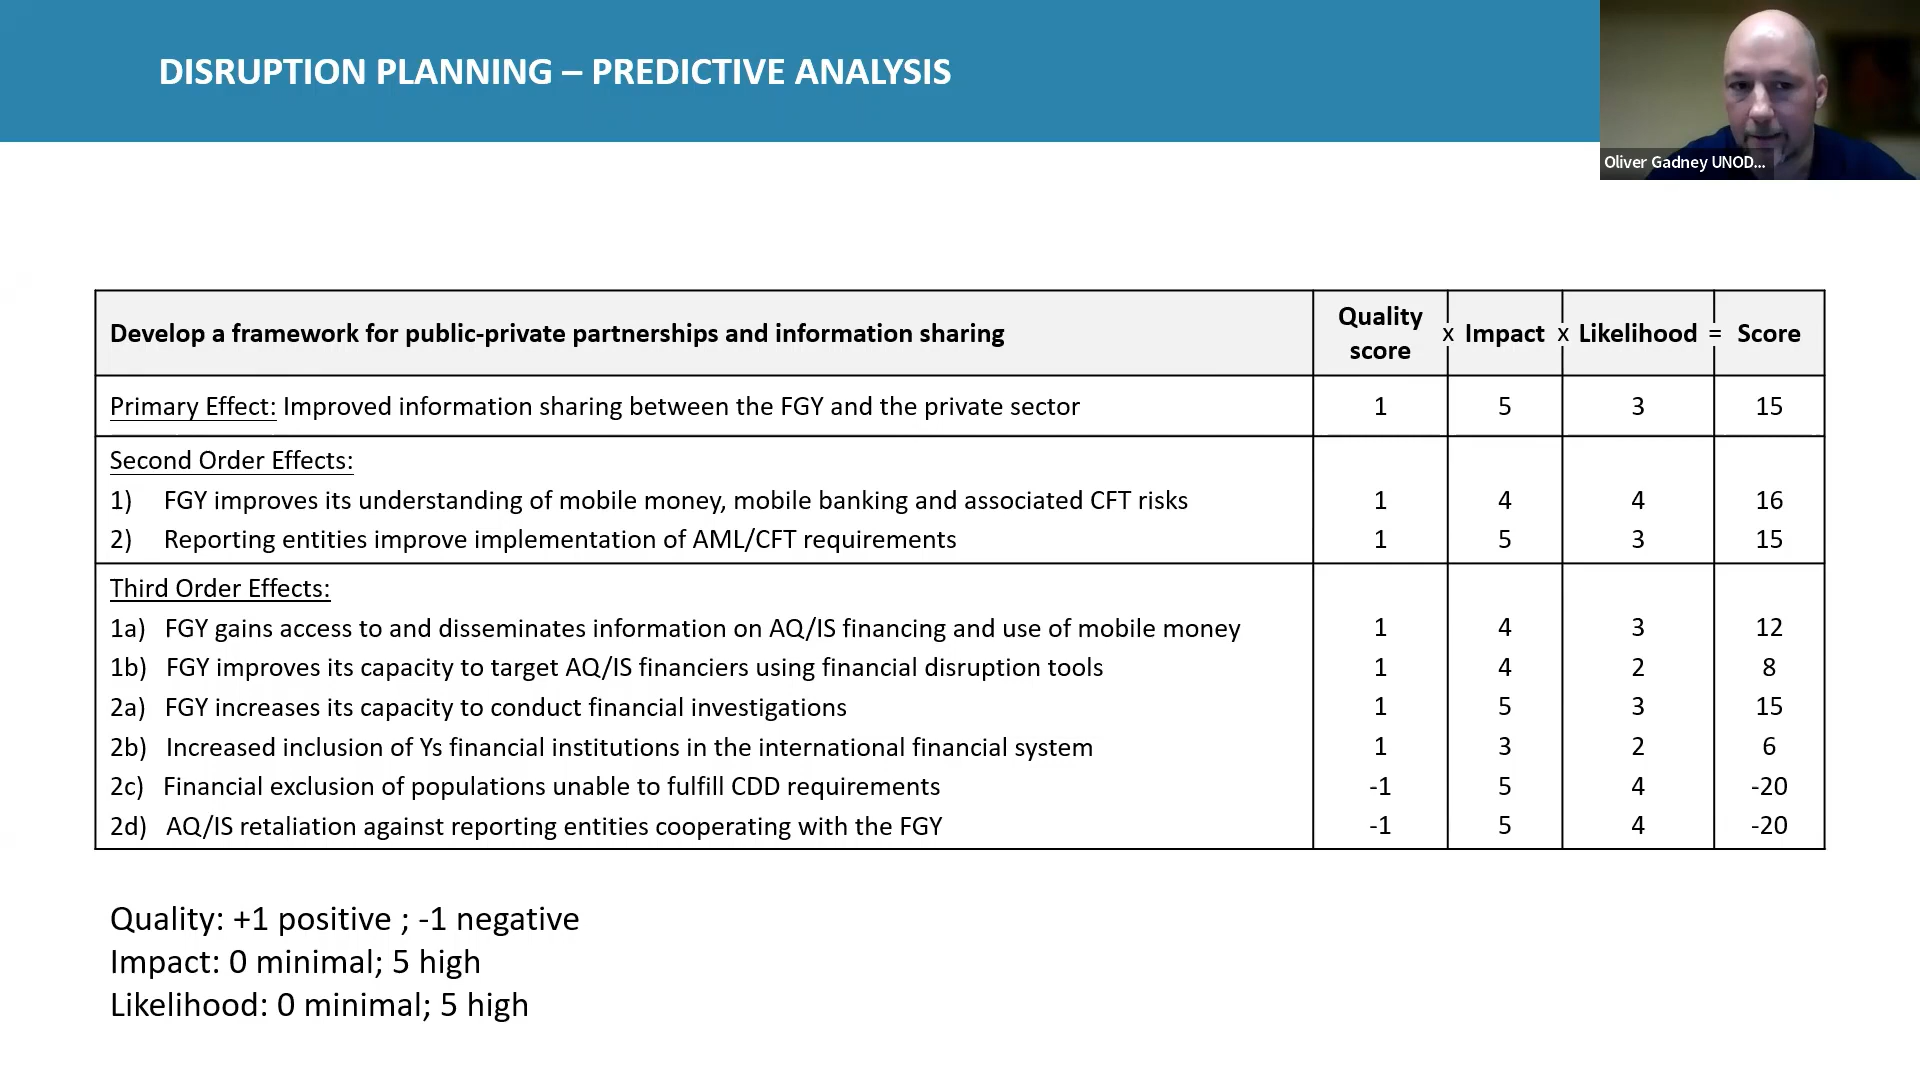 DISRUPTION PLANNING – PREDICTIVE ANALYSIS
Oliver Gadney UNOD...
Develop a framework for public-private partnerships and information sharing Quality score x Impact x Likelihood = Score
Primary Effect: Improved information sharing between the FGY and the private sector 1 5 3 15
Second Order Effects:
1) FGY improves its understanding of mobile money, mobile banking and associated CFT risks 1 4 4 16
2) Reporting entities improve implementation of AML/CFT requirements 1 5 3 15
Third Order Effects:
1a) FGY gains access to and disseminates information on AQ/IS financing and use of mobile money 1 4 3 12
1b) FGY improves its capacity to target AQ/IS financiers using financial disruption tools 1 4 2 8
2a) FGY increases its capacity to conduct financial investigations 1 5 3 15
2b) Increased inclusion of Ys financial institutions in the international financial system 1 3 2 6
2c) Financial exclusion of populations unable to fulfill CDD requirements -1 5 4 -20
2d) AQ/IS retaliation against reporting entities cooperating with the FGY -1 5 4 -20
Quality: +1 positive ; -1 negative
Impact: 0 minimal; 5 high
Likelihood: 0 minimal; 5 high